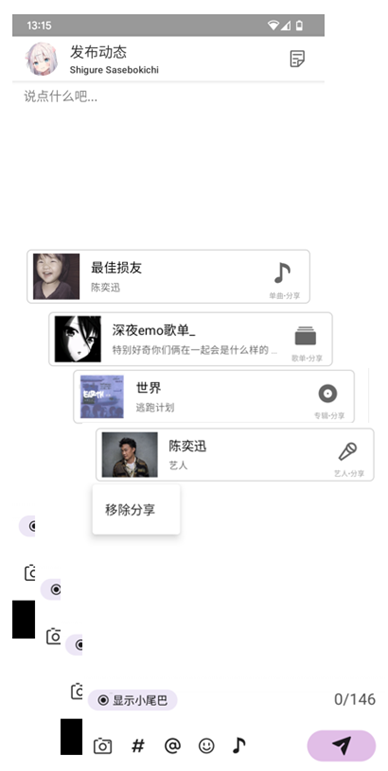 13:15
发布动态
Shigure Sasebokichi
说点什么吧...
最佳损友
陈奕迅
单曲•分享
深夜emo歌单_
特别好奇你们俩在一起会是什么样的 ...
歌单•分享
世界
逃跑计划
专辑•分享
陈奕迅
艺人
艺人•分享
移除分享
显示小尾巴
0/146
# @